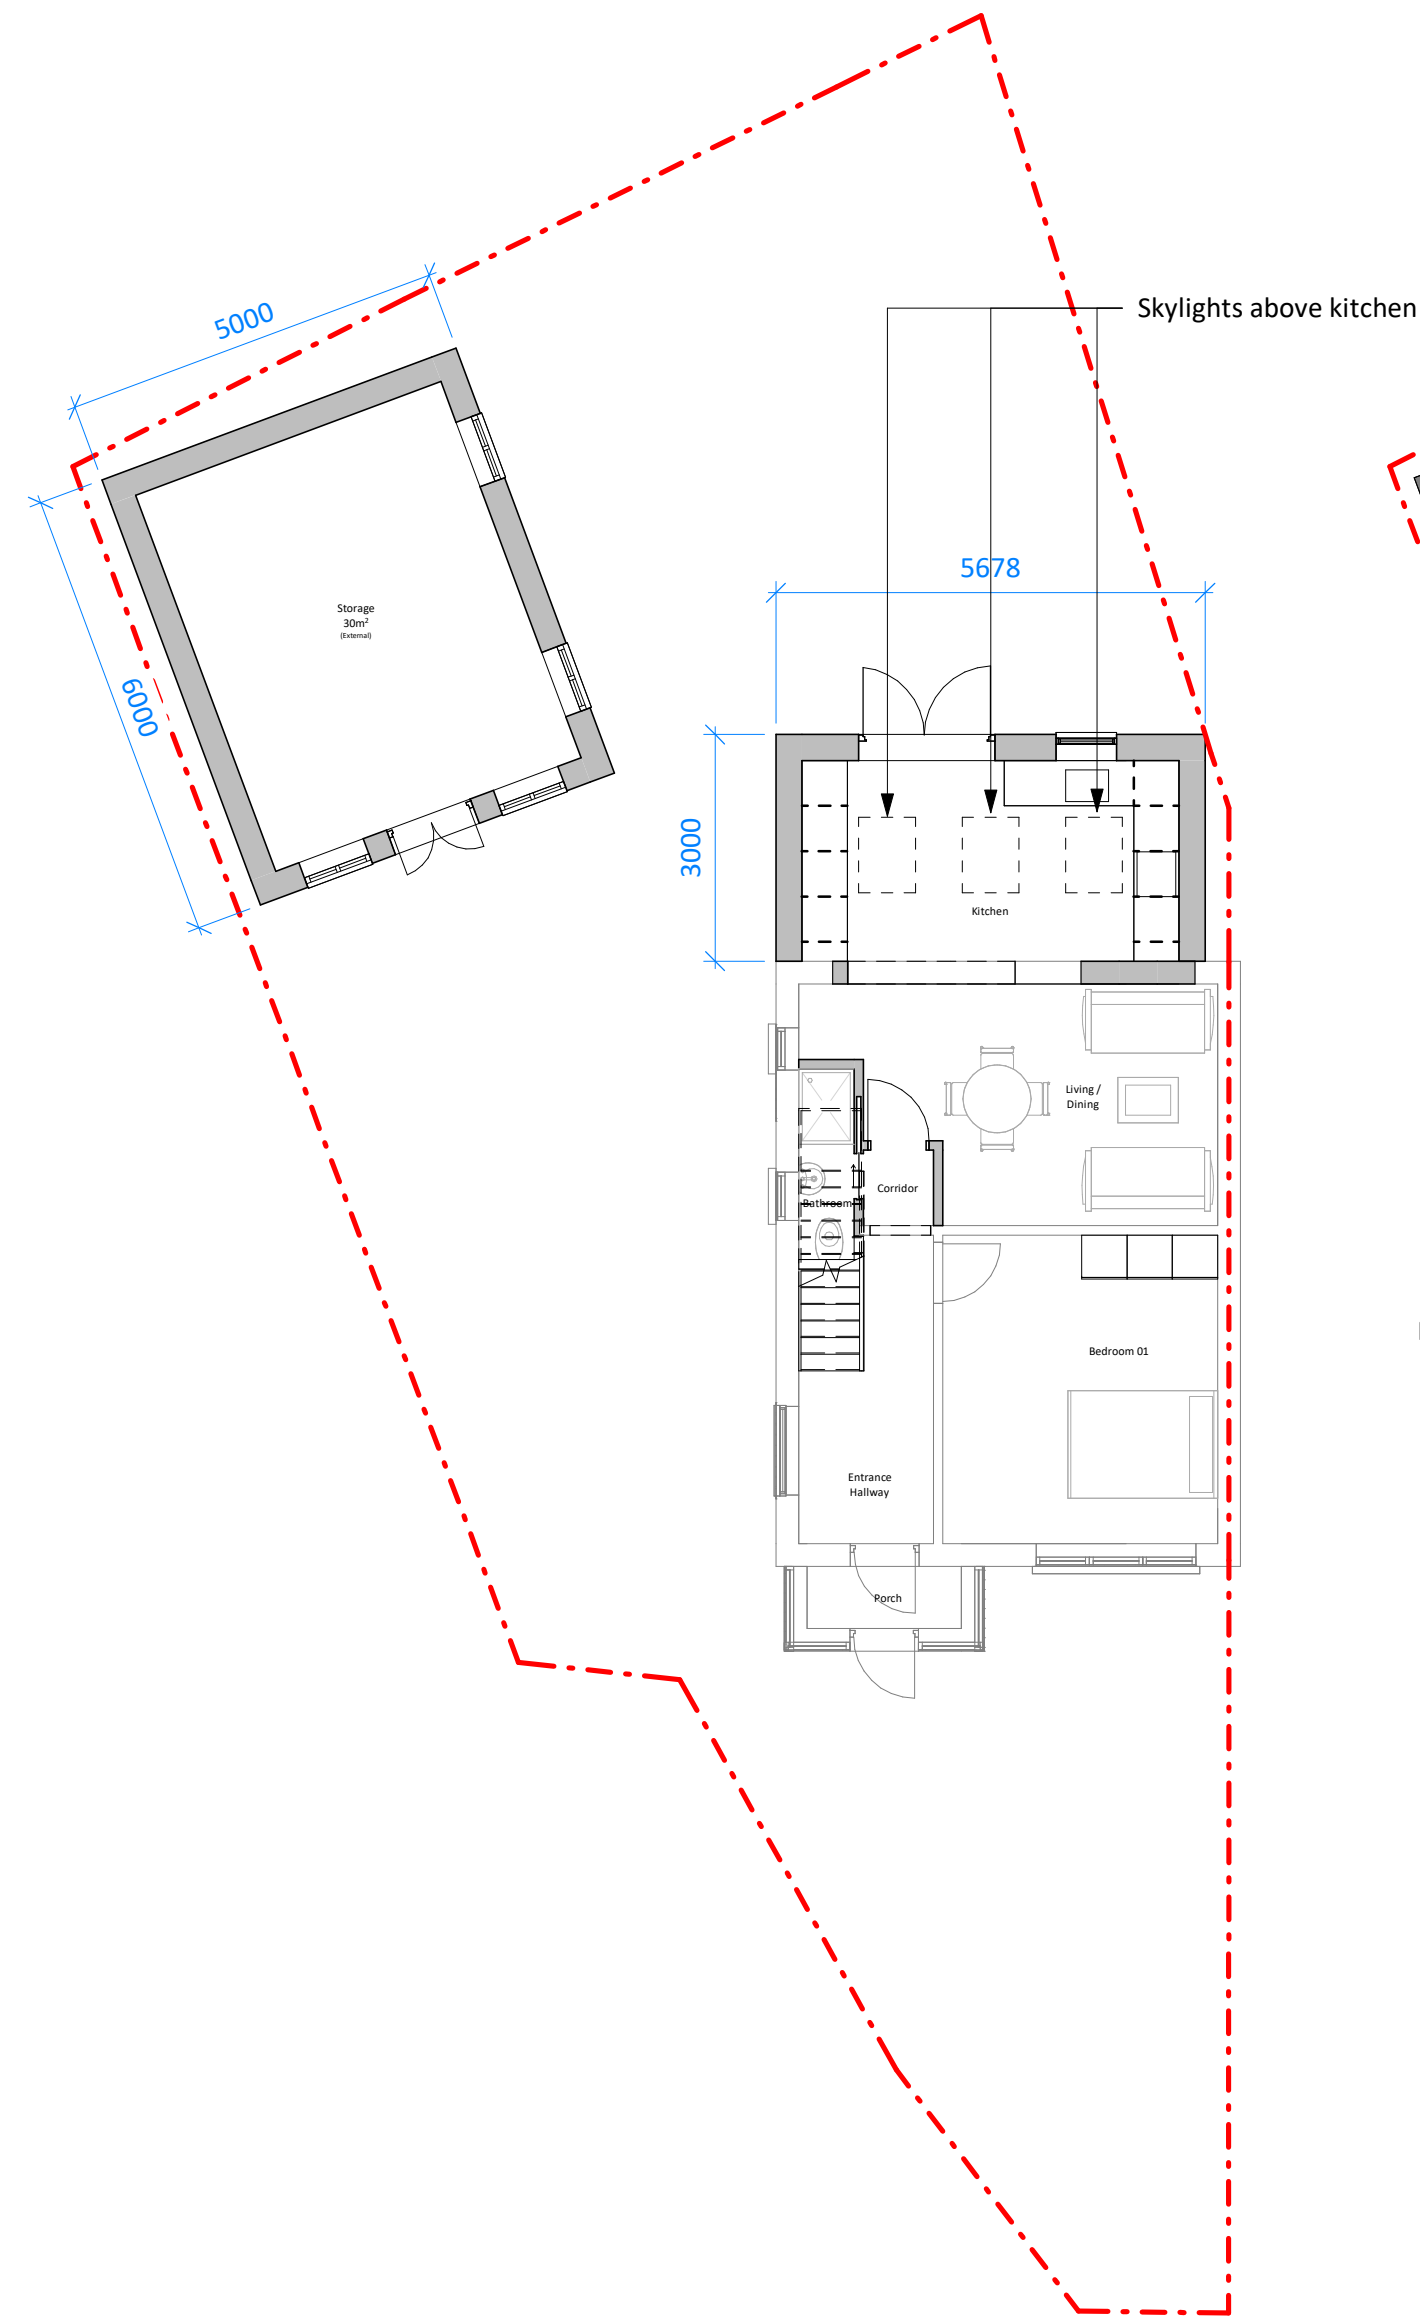 Skylights above kitchen
5000
5678
Storage
30m²
(External)
6000
3000
Kitchen
Living /
Dining
Corridor
Bathroom
Bedroom 01
Entrance
Hallway
Porch